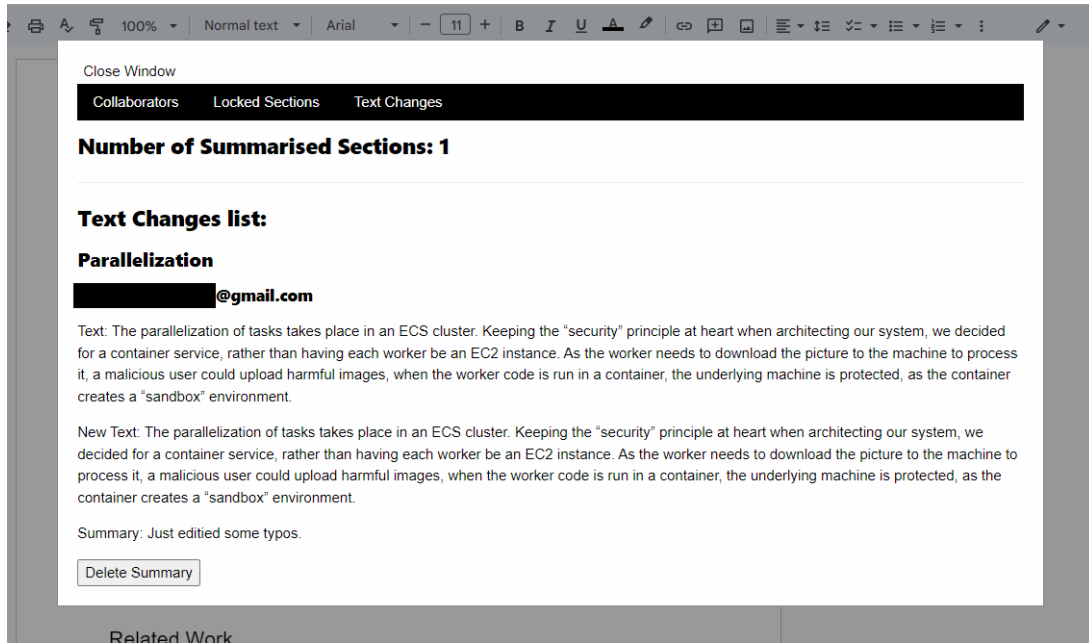 100% Normal text Arial − 11 + B I U A
Close Window
Collaborators Locked Sections Text Changes
Number of Summarised Sections: 1
Text Changes list:
Parallelization
@gmail.com
Text: The parallelization of tasks takes place in an ECS cluster. Keeping the “security” principle at heart when architecting our system, we decided
for a container service, rather than having each worker be an EC2 instance. As the worker needs to download the picture to the machine to process
it, a malicious user could upload harmful images, when the worker code is run in a container, the underlying machine is protected, as the container
creates a “sandbox” environment.
New Text: The parallelization of tasks takes place in an ECS cluster. Keeping the “security” principle at heart when architecting our system, we
decided for a container service, rather than having each worker be an EC2 instance. As the worker needs to download the picture to the machine to
process it, a malicious user could upload harmful images, when the worker code is run in a container, the underlying machine is protected, as the
container creates a “sandbox” environment.
Summary: Just editied some typos.
Delete Summary
Related Work